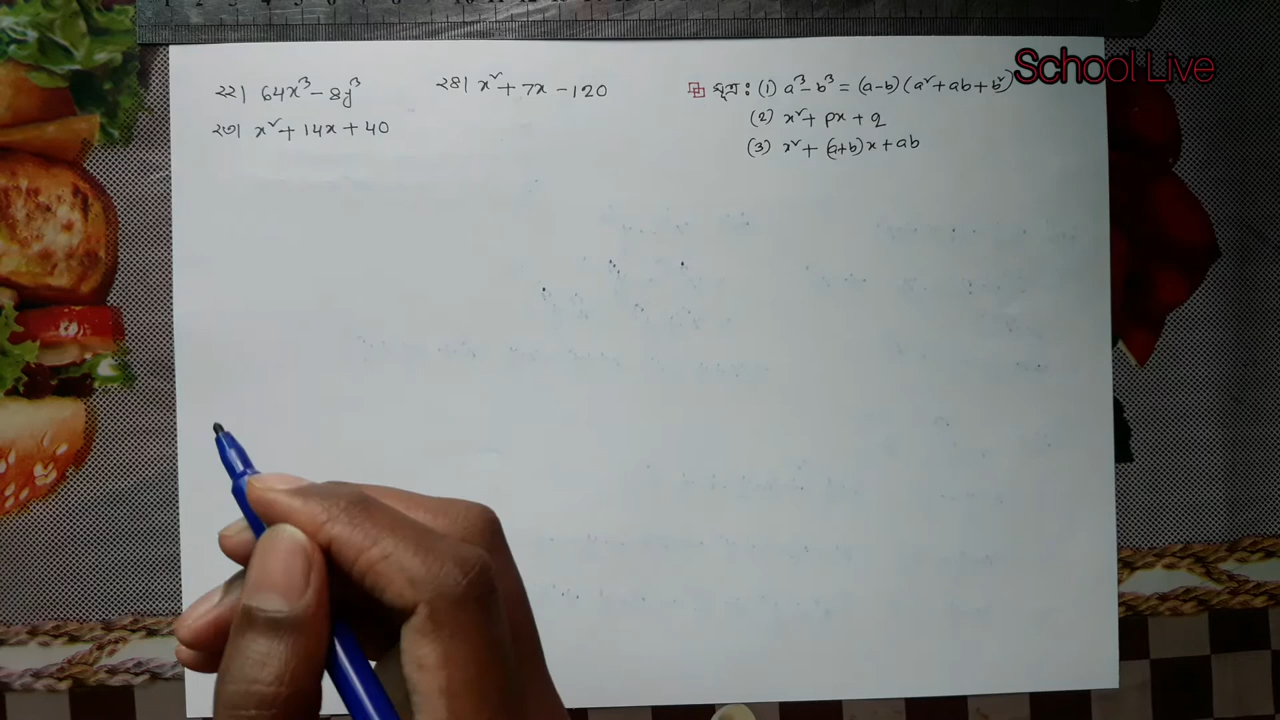 ২২। 64x³ - 8y³
২৩। x² + 14x + 40
২৪। x² + 7x - 120
সূত্র: (1) a³ - b³ = (a-b) (a² + ab + b²)
(2) x² + px + q
(3) x² + (a+b) x + ab
School Live